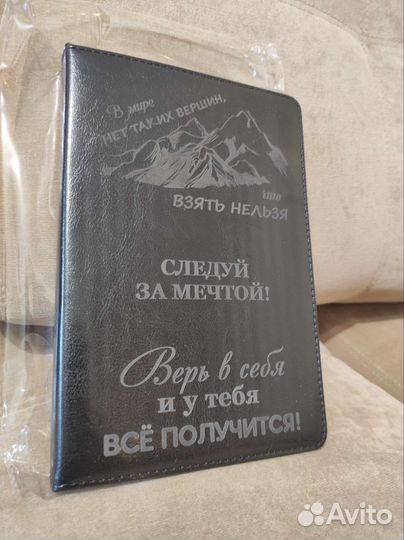 В мире
НЕТ ТАКИХ ВЕРШИН,
что
ВЗЯТЬ НЕЛЬЗЯ
СЛЕДУЙ
ЗА МЕЧТОЙ!
Верь в себя
и у тебя
ВСЁ ПОЛУЧИТСЯ!
Avito